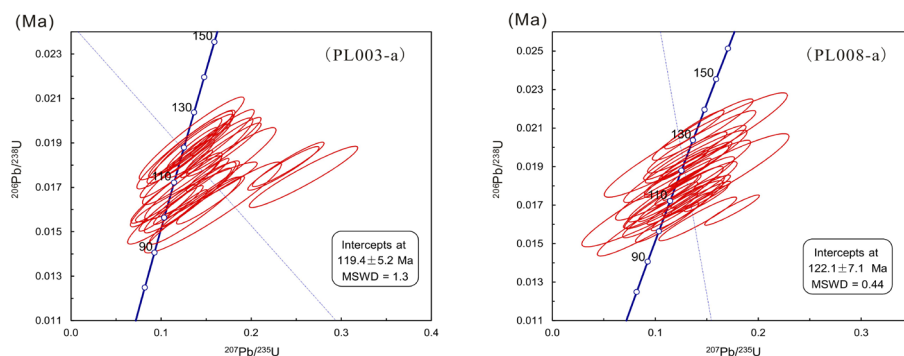 (Ma)
(PL003-a)
0.023
0.021
0.019
0.017
0.015
0.013
0.011
0.0
0.1
0.2
0.3
0.4
150
130
110
90
²⁰⁶Pb/²³⁸U
²⁰⁷Pb/²³⁵U
Intercepts at
119.4±5.2 Ma
MSWD = 1.3
(Ma)
(PL008-a)
0.025
0.023
0.021
0.019
0.017
0.015
0.013
0.011
0.0
0.1
0.2
0.3
150
130
110
90
²⁰⁶Pb/²³⁸U
²⁰⁷Pb/²³⁵U
Intercepts at
122.1±7.1 Ma
MSWD = 0.44